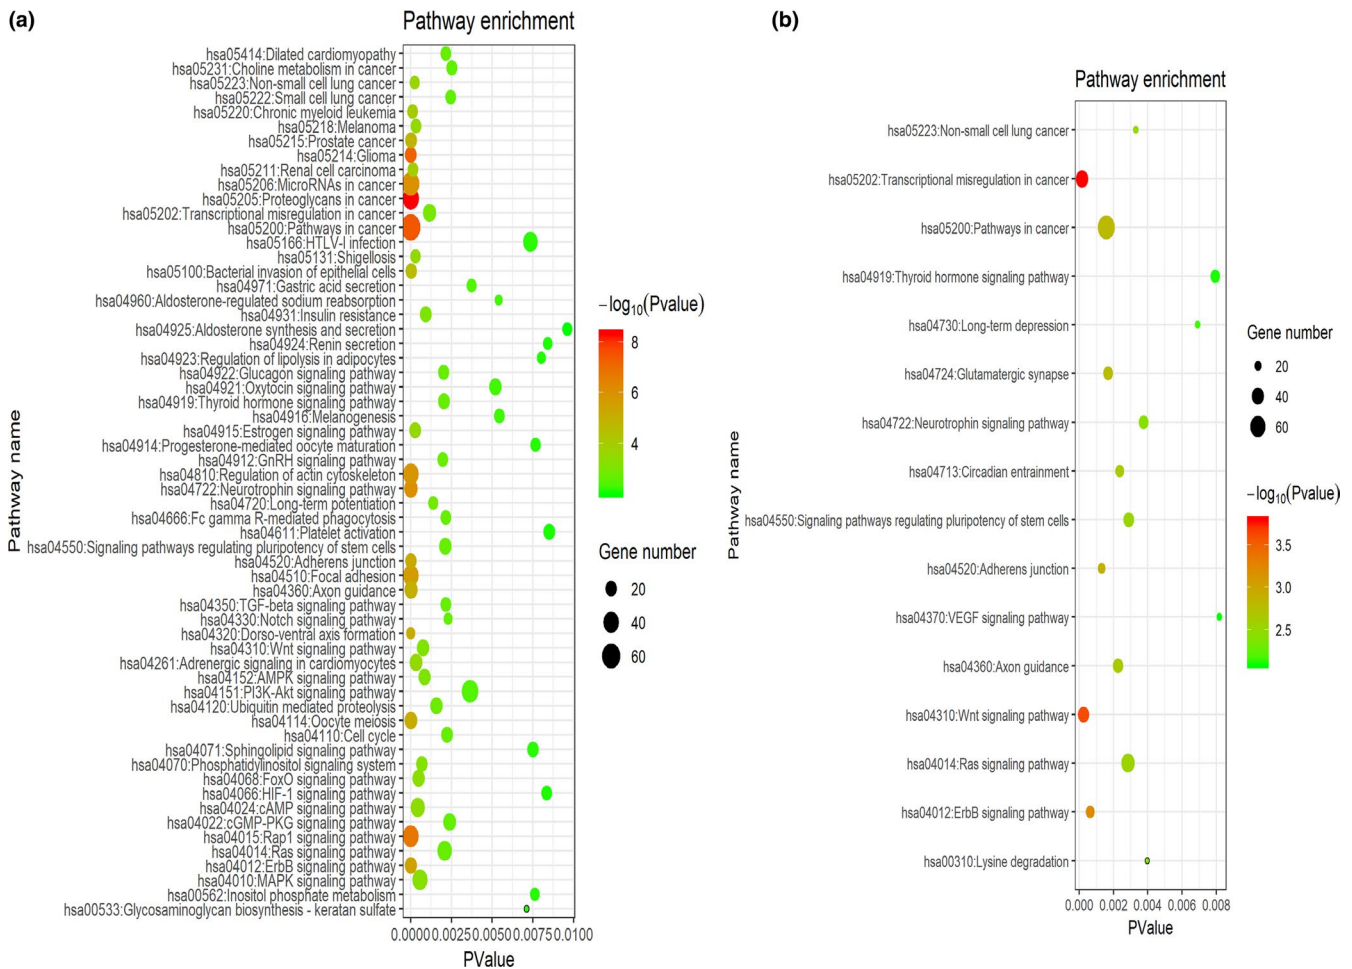 (a)
Pathway enrichment
Pathway name
hsa05414:Dilated cardiomyopathy
hsa05231:Choline metabolism in cancer
hsa05223:Non-small cell lung cancer
hsa05222:Small cell lung cancer
hsa05220:Chronic myeloid leukemia
hsa05218:Melanoma
hsa05215:Prostate cancer
hsa05214:Glioma
hsa05211:Renal cell carcinoma
hsa05206:MicroRNAs in cancer
hsa05205:Proteoglycans in cancer
hsa05202:Transcriptional misregulation in cancer
hsa05200:Pathways in cancer
hsa05166:HTLV-I infection
hsa05131:Shigellosis
hsa05100:Bacterial invasion of epithelial cells
hsa04971:Gastric acid secretion
hsa04960:Aldosterone-regulated sodium reabsorption
hsa04931:Insulin resistance
hsa04925:Aldosterone synthesis and secretion
hsa04924:Renin secretion
hsa04923:Regulation of lipolysis in adipocytes
hsa04922:Glucagon signaling pathway
hsa04921:Oxytocin signaling pathway
hsa04919:Thyroid hormone signaling pathway
hsa04916:Melanogenesis
hsa04915:Estrogen signaling pathway
hsa04914:Progesterone-mediated oocyte maturation
hsa04912:GnRH signaling pathway
hsa04810:Regulation of actin cytoskeleton
hsa04722:Neurotrophin signaling pathway
hsa04720:Long-term potentiation
hsa04666:Fc gamma R-mediated phagocytosis
hsa04611:Platelet activation
hsa04550:Signaling pathways regulating pluripotency of stem cells
hsa04520:Adherens junction
hsa04510:Focal adhesion
hsa04360:Axon guidance
hsa04350:TGF-beta signaling pathway
hsa04330:Notch signaling pathway
hsa04320:Dorso-ventral axis formation
hsa04310:Wnt signaling pathway
hsa04261:Adrenergic signaling in cardiomyocytes
hsa04152:AMPK signaling pathway
hsa04151:PI3K-Akt signaling pathway
hsa04120:Ubiquitin mediated proteolysis
hsa04114:Oocyte meiosis
hsa04110:Cell cycle
hsa04071:Sphingolipid signaling pathway
hsa04070:Phosphatidylinositol signaling system
hsa04068:FoxO signaling pathway
hsa04066:HIF-1 signaling pathway
hsa04024:cAMP signaling pathway
hsa04022:cGMP-PKG signaling pathway
hsa04015:Rap1 signaling pathway
hsa04014:Ras signaling pathway
hsa04012:ErbB signaling pathway
hsa04010:MAPK signaling pathway
hsa00562:Inositol phosphate metabolism
hsa00533:Glycosaminoglycan biosynthesis - keratan sulfate
0.0000 0.0025 0.0050 0.0075 0.0100
PValue
−log10(Pvalue)
8
6
4
Gene number
20
40
60
(b)
Pathway enrichment
Pathway name
hsa05223:Non-small cell lung cancer
hsa05202:Transcriptional misregulation in cancer
hsa05200:Pathways in cancer
hsa04919:Thyroid hormone signaling pathway
hsa04730:Long-term depression
hsa04724:Glutamatergic synapse
hsa04722:Neurotrophin signaling pathway
hsa04713:Circadian entrainment
hsa04550:Signaling pathways regulating pluripotency of stem cells
hsa04520:Adherens junction
hsa04370:VEGF signaling pathway
hsa04360:Axon guidance
hsa04310:Wnt signaling pathway
hsa04014:Ras signaling pathway
hsa04012:ErbB signaling pathway
hsa00310:Lysine degradation
0.000 0.002 0.004 0.006 0.008
PValue
Gene number
20
40
60
−log10(Pvalue)
3.5
3.0
2.5